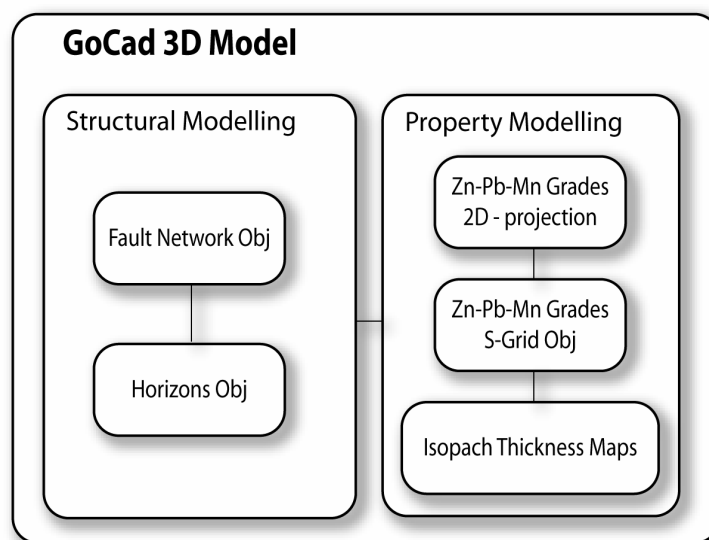 GoCad 3D Model
Structural Modelling
Fault Network Obj
Horizons Obj
Property Modelling
Zn-Pb-Mn Grades
2D - projection
Zn-Pb-Mn Grades
S-Grid Obj
Isopach Thickness Maps